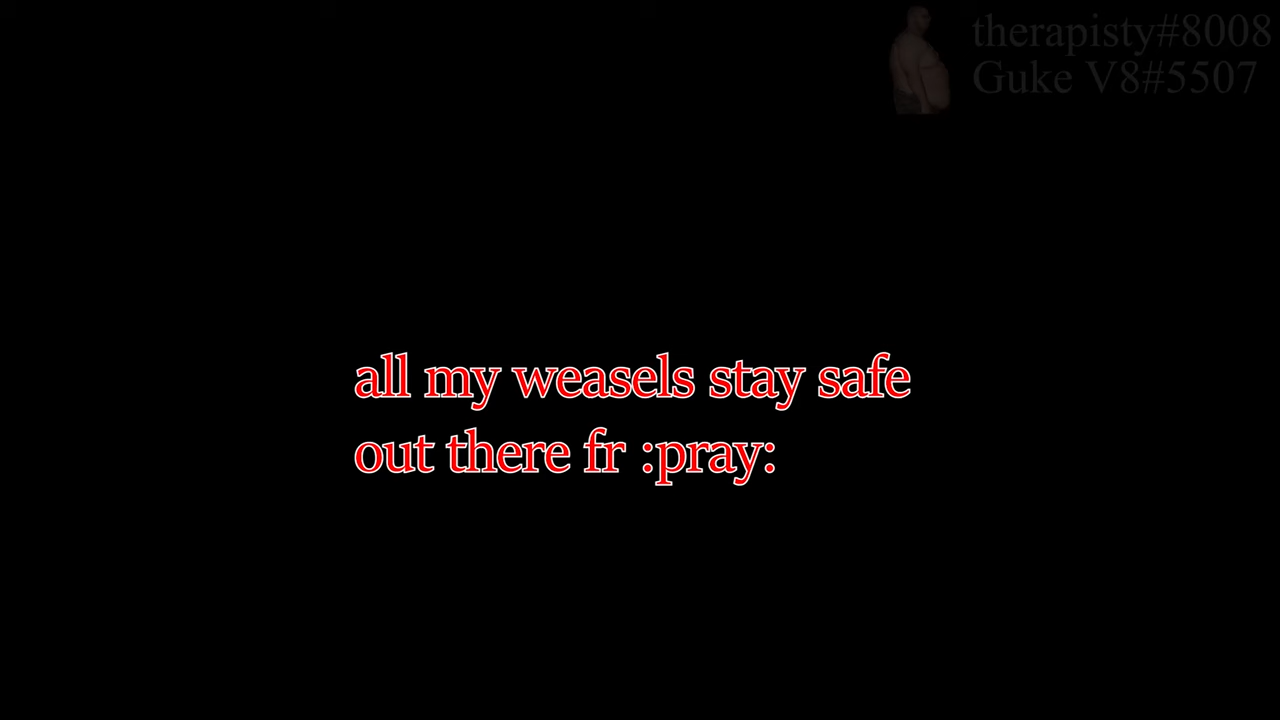 therapisty#8008
Guke V8#5507
all my weasels stay safe
out there fr :pray: